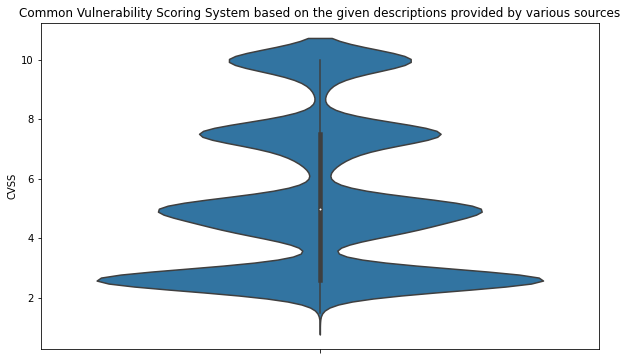 Common Vulnerability Scoring System based on the given descriptions provided by various sources
10
8
6
4
2
CVSS